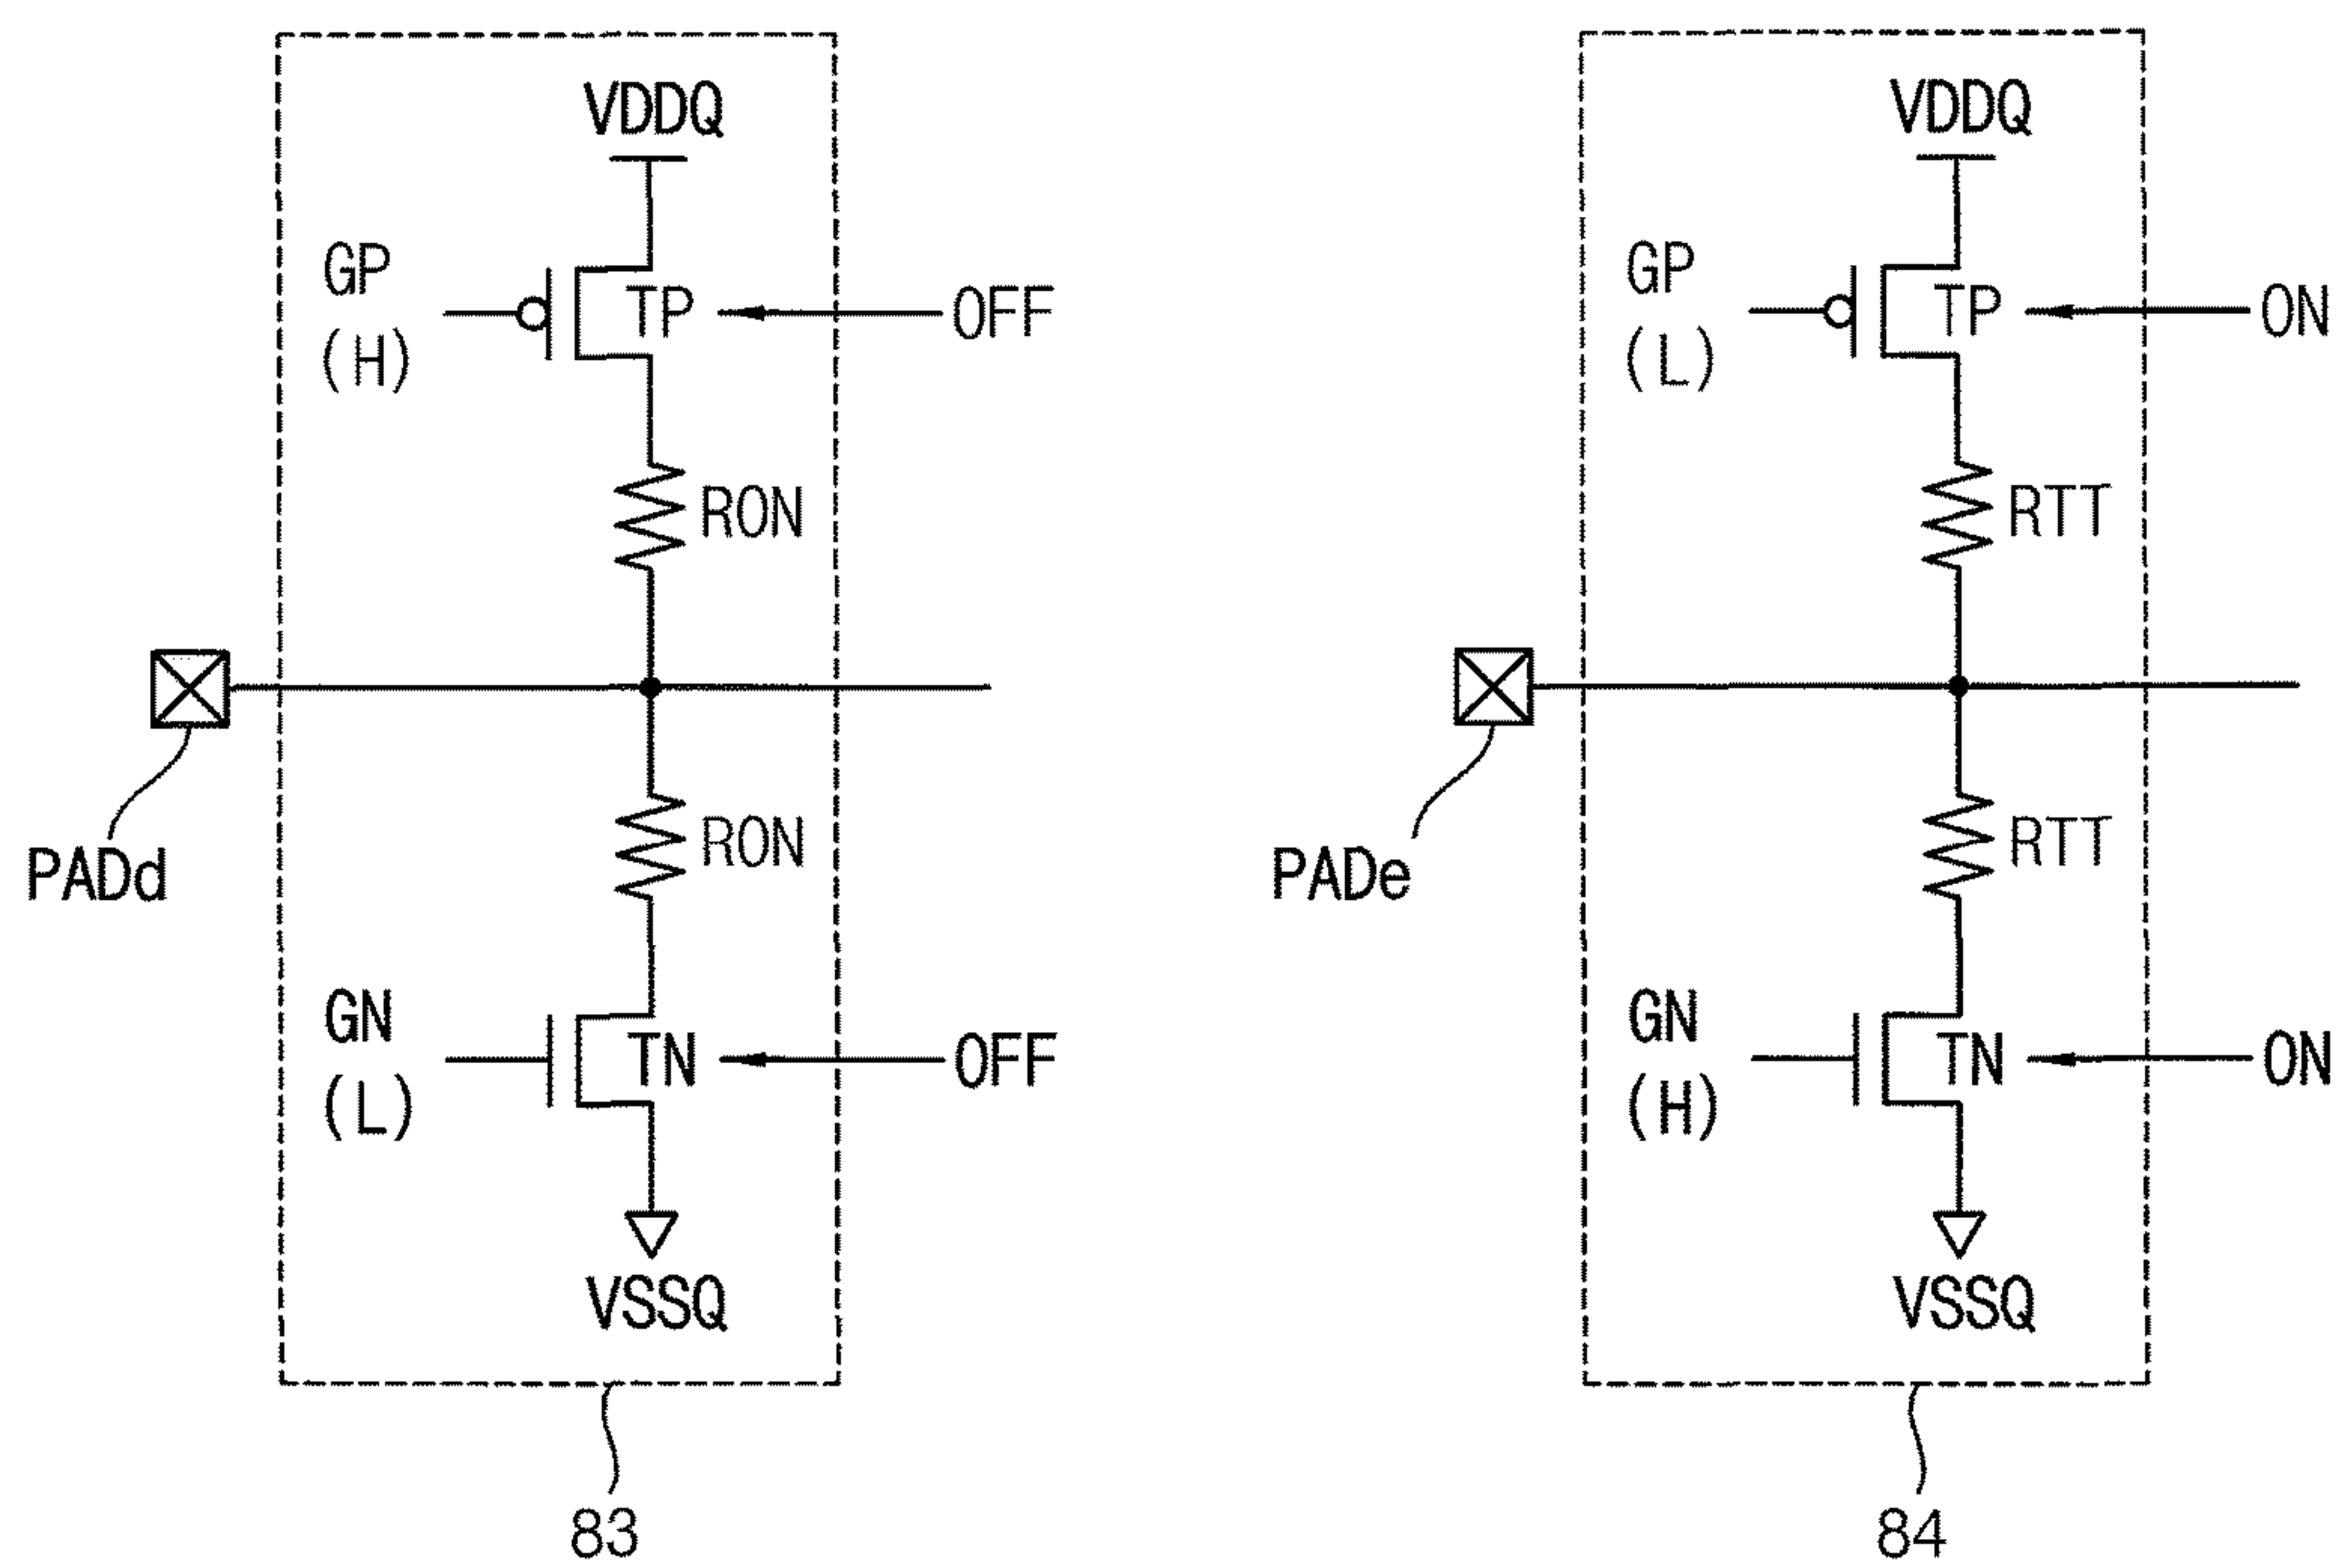 VDDQ
GP
(H)
TP
OFF
RON
PADd
RON
GN
(L)
TN
OFF
VSSQ
83
VDDQ
GP
(L)
TP
ON
RTT
PADe
RTT
GN
(H)
TN
ON
VSSQ
84